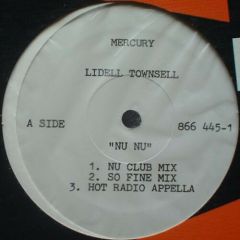 MERCURY
LIDELL TOWNSELL
A SIDE 866 445-1
"NU NU"
1. NU CLUB MIX
2. SO FINE MIX
3. HOT RADIO APPELLA